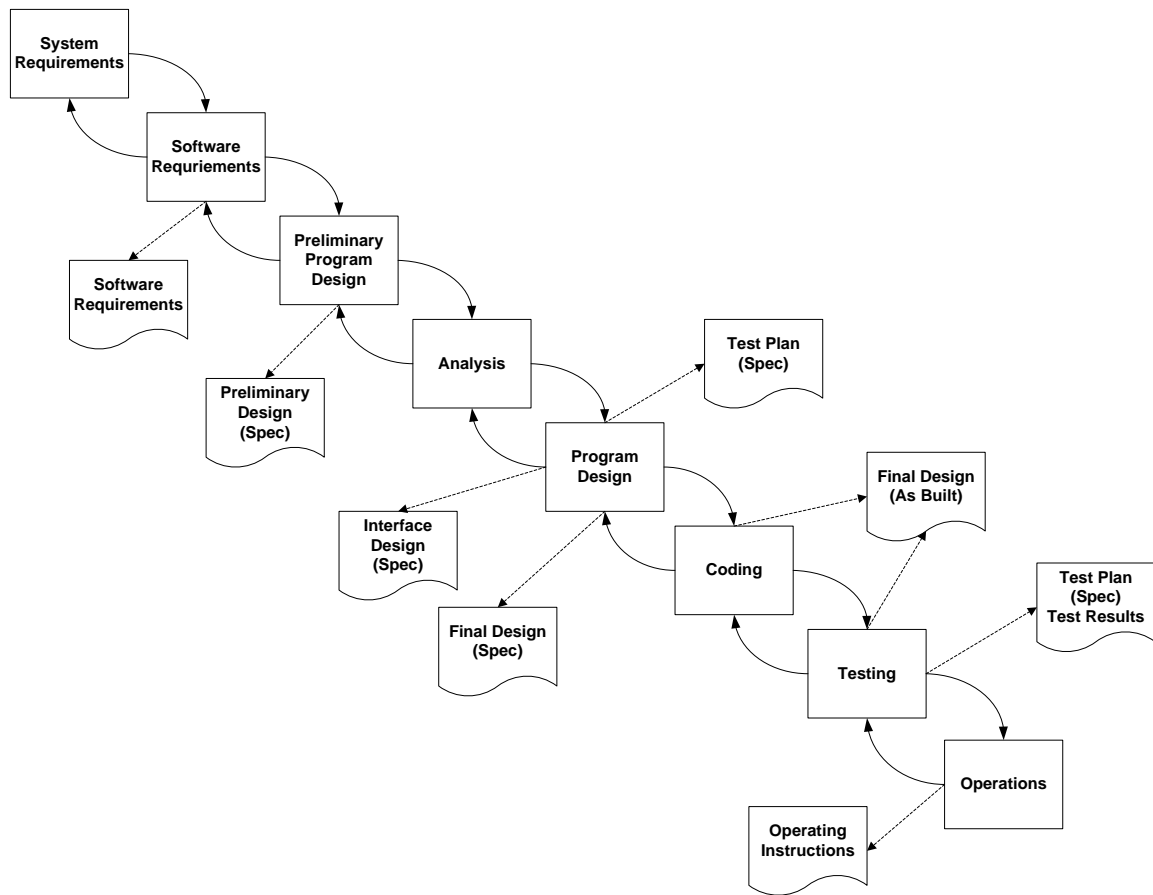 System
Requirements
Software
Requriements
Preliminary
Program
Design
Software
Requirements
Analysis
Test Plan
(Spec)
Preliminary
Design
(Spec)
Program
Design
Final Design
(As Built)
Interface
Design
(Spec)
Coding
Test Plan
(Spec)
Test Results
Final Design
(Spec)
Testing
Operations
Operating
Instructions